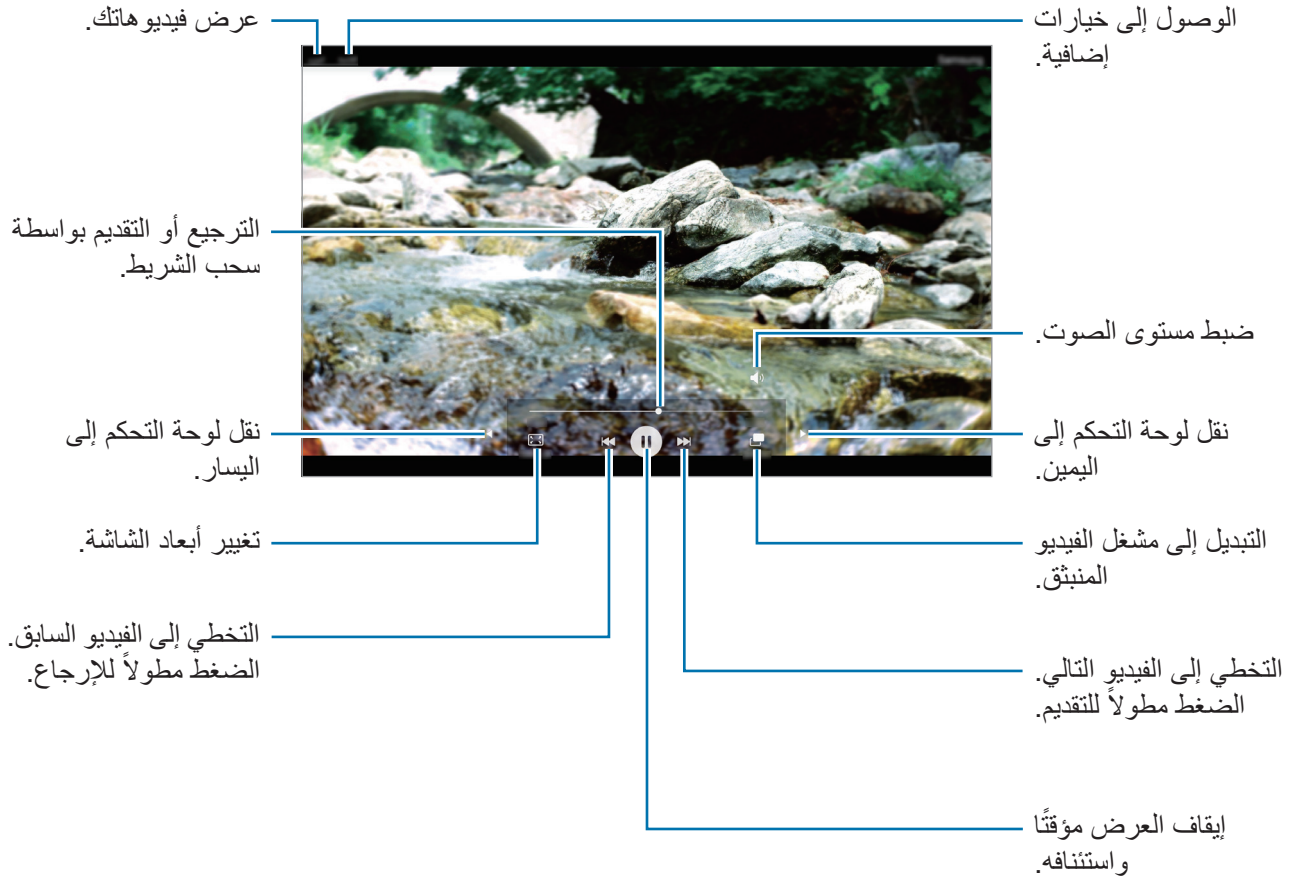 الوصول إلى خيارات
إضافية.
عرض فيديوهاتك.
الترجيع أو التقديم بواسطة
سحب الشريط.
ضبط مستوى الصوت.
نقل لوحة التحكم إلى
اليمين.
نقل لوحة التحكم إلى
اليسار.
التبديل إلى مشغل الفيديو
المنبثق.
تغيير أبعاد الشاشة.
التخطي إلى الفيديو السابق.
الضغط مطولاً للإرجاع.
التخطي إلى الفيديو التالي.
الضغط مطولاً للتقديم.
إيقاف العرض مؤقتًا
واستئنافه.